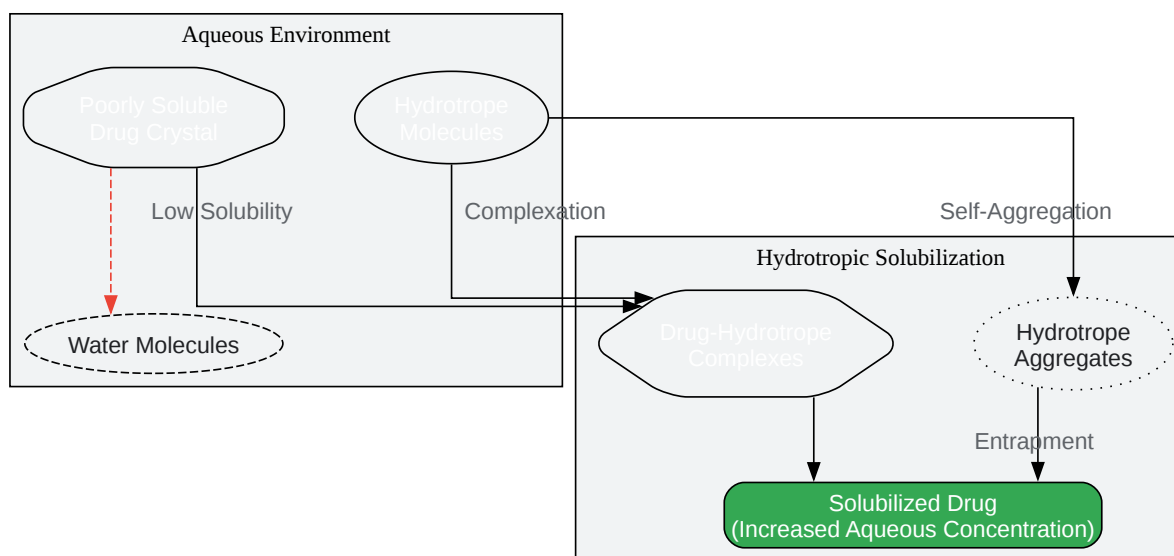 Aqueous Environment
Poorly Soluble
Drug Crystal
Hydrotrope
Molecules
Low Solubility
Complexation
Self-Aggregation
Water Molecules
Hydrotropic Solubilization
Drug-Hydrotrope
Complexes
Hydrotrope
Aggregates
Entrapment
Solubilized Drug
(Increased Aqueous Concentration)